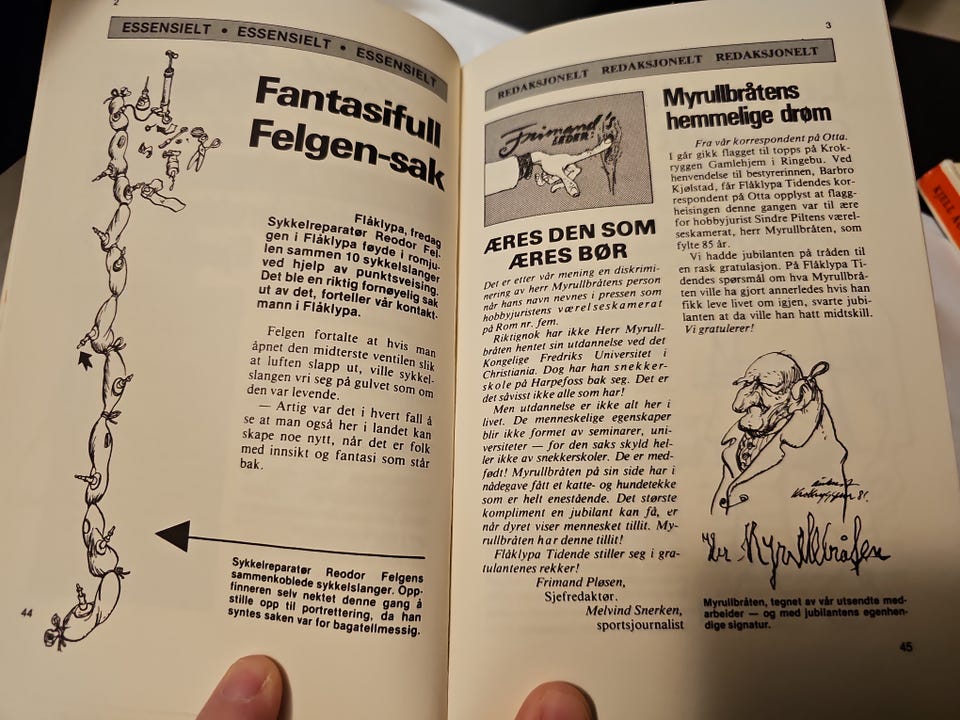 2
ESSENSIELT • ESSENSIELT • ESSENSIELT
Fantasifull
Felgen-sak
Flåklypa, fredag
Sykkelreparatør Reodor Fel-
gen i Flåklypa føyde i romju-
len sammen 10 sykkelslanger
ved hjelp av punktsveising.
Det ble en riktig fornøyelig sak
ut av det, forteller vår kontakt-
mann i Flåklypa.
Felgen fortalte at hvis man
åpnet den midterste ventilen slik
at luften slapp ut, ville sykkel-
slangen vri seg på gulvet som om
den var levende.
— Artig var det i hvert fall å
se at man også her i landet kan
skape noe nytt, når det er folk
med innsikt og fantasi som står
bak.
Sykkelreparatør Reodor Felgens
sammenkoblede sykkelslanger. Opp-
finneren selv nektet denne gang å
stille opp til portrettering, da han
syntes saken var for bagatellmessig.
44
3
REDAKSJONELT REDAKSJONELT REDAKSJONELT
Frimand's
LEDER:
ÆRES DEN SOM
ÆRES BØR
Det er etter vår mening en diskrimi-
nering av herr Myrullbråtens person
når hans navn nevnes i pressen som
hobbyjuristens værelseskamerat
på Rom nr. fem.
Riktignok har ikke Herr Myrull-
bråten hentet sin utdannelse ved det
Kongelige Fredriks Universitet i
Christiania. Dog har han snekker-
skole på Harpefoss bak seg. Det er
det såvisst ikke alle som har!
Men utdannelse er ikke alt her i
livet. De menneskelige egenskaper
blir ikke formet av seminarer, uni-
versiteter — for den saks skyld hel-
ler ikke av snekkerskoler. De er med-
født! Myrullbråten på sin side har i
nådegave fått et katte- og hundetekke
som er helt enestående. Det største
kompliment en jubilant kan få, er
når dyret viser mennesket tillit. My-
rullbråten har denne tillit!
Flåklypa Tidende stiller seg i gra-
tulantenes rekker!
Frimand Pløsen,
Sjefredaktør.
Melvind Snerken,
sportsjournalist
Myrullbråtens
hemmelige drøm
Fra vår korrespondent på Otta.
I går gikk flagget til topps på Krok-
ryggen Gamlehjem i Ringebu. Ved
henvendelse til bestyrerinnen, Barbro
Kjølstad, får Flåklypa Tidendes kor-
respondent på Otta opplyst at flagg-
heisingen denne gangen var til ære
for hobbyjurist Sindre Piltens værel-
seskamerat, herr Myrullbråten, som
fylte 85 år.
Vi hadde jubilanten på tråden til
en rask gratulasjon. På Flåklypa Ti-
dendes spørsmål om hva Myrullbrå-
ten ville ha gjort annerledes hvis han
fikk leve livet om igjen, svarte jubi-
lanten at da ville han hatt midtskill.
Vi gratulerer!
Krokryggen 81.
Hr. Myrullbråten
Myrullbråten, tegnet av vår utsendte med-
arbeider — og med jubilantens egenhen-
dige signatur.
45